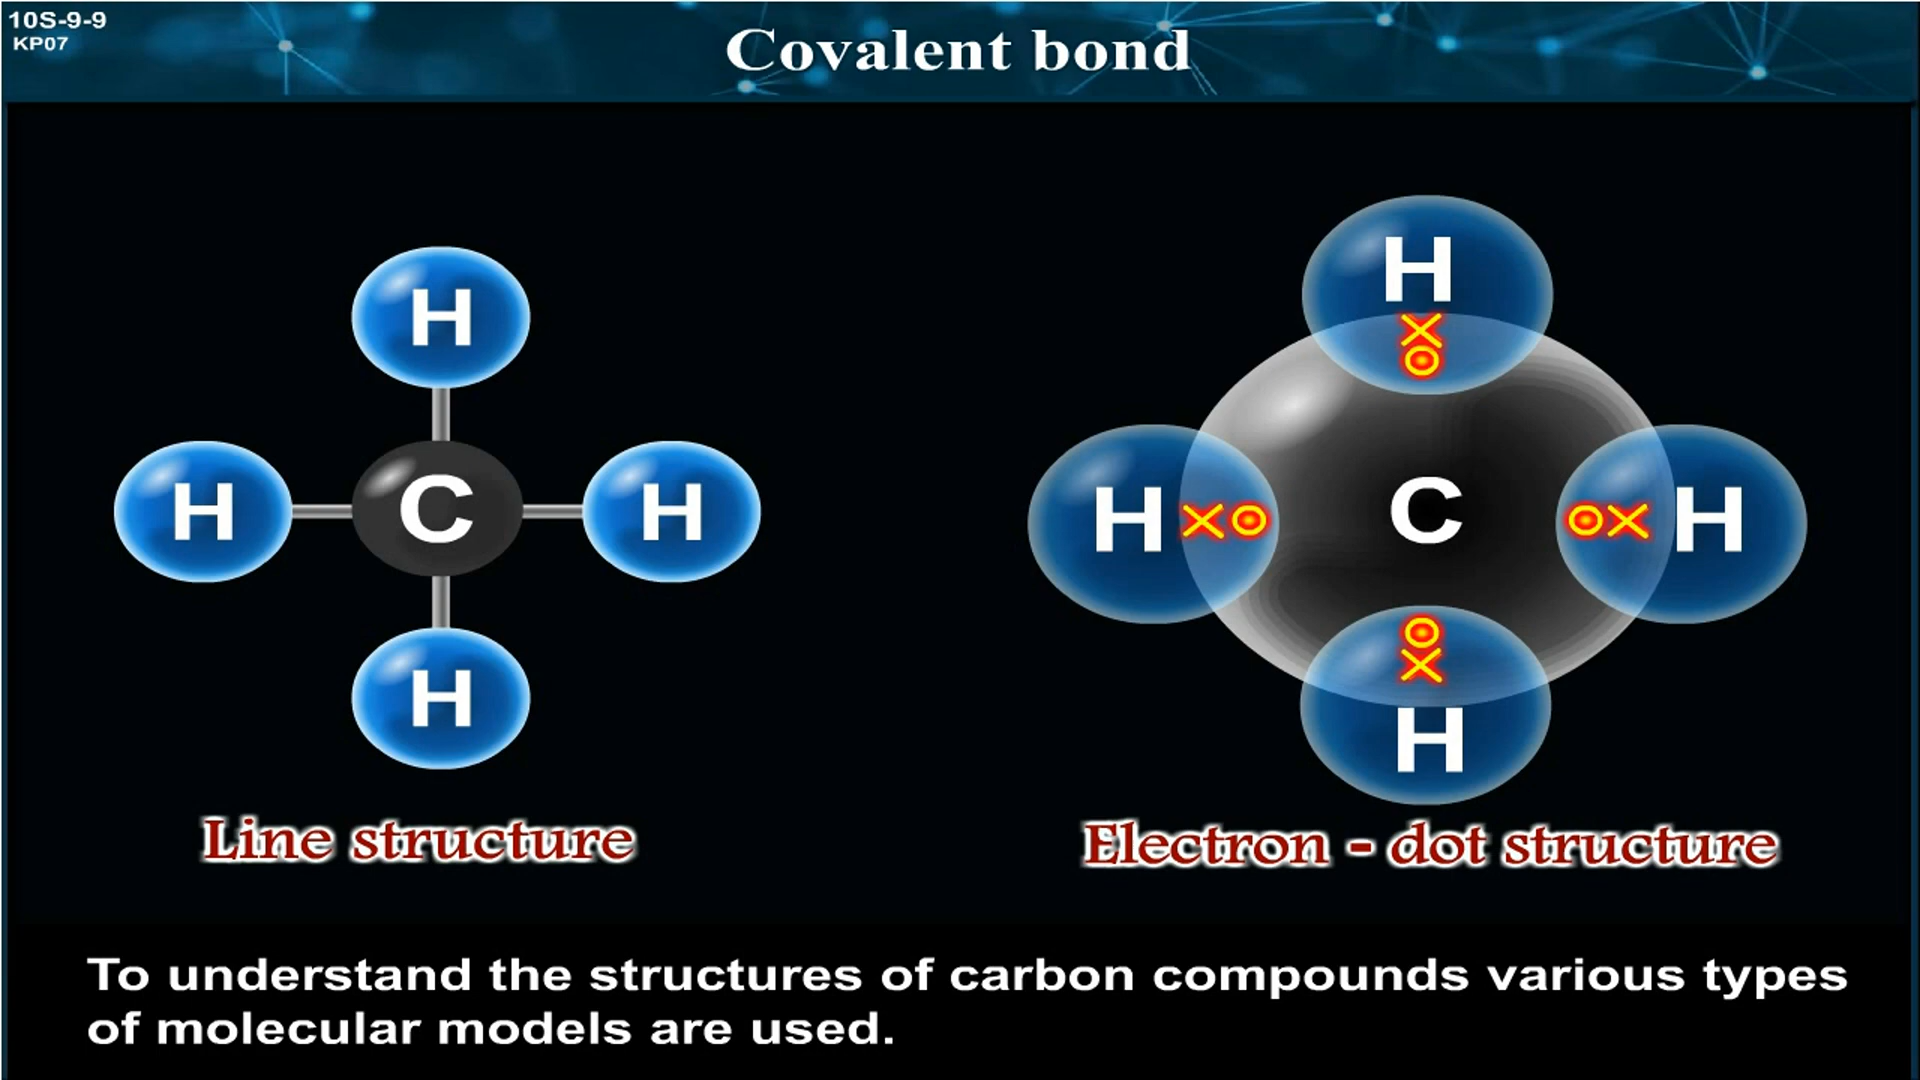 10S-9-9
KP07
Covalent bond
H
H
H C H
H C H
H
H
Line structure
Electron - dot structure
To understand the structures of carbon compounds various types
of molecular models are used.